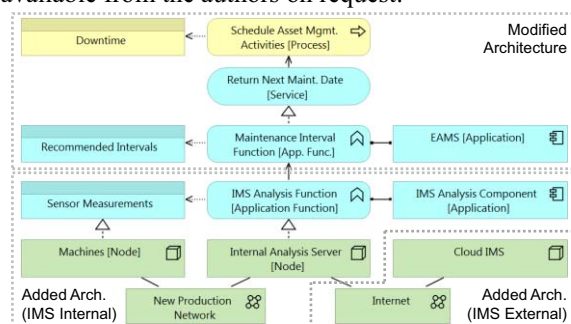 available from the authors on request.
Downtime
Schedule Asset Mgmt.
Activities [Process]
Modified
Architecture
Return Next Maint. Date
[Service]
Recommended Intervals
Maintenance Interval
Function [App. Func.]
EAMS [Application]
Sensor Measurements
IMS Analysis Function
[Application Function]
IMS Analysis Component
[Application]
Machines [Node]
Internal Analysis Server
[Node]
Cloud IMS
Added Arch.
(IMS Internal)
New Production
Network
Internet
Added Arch.
(IMS External)